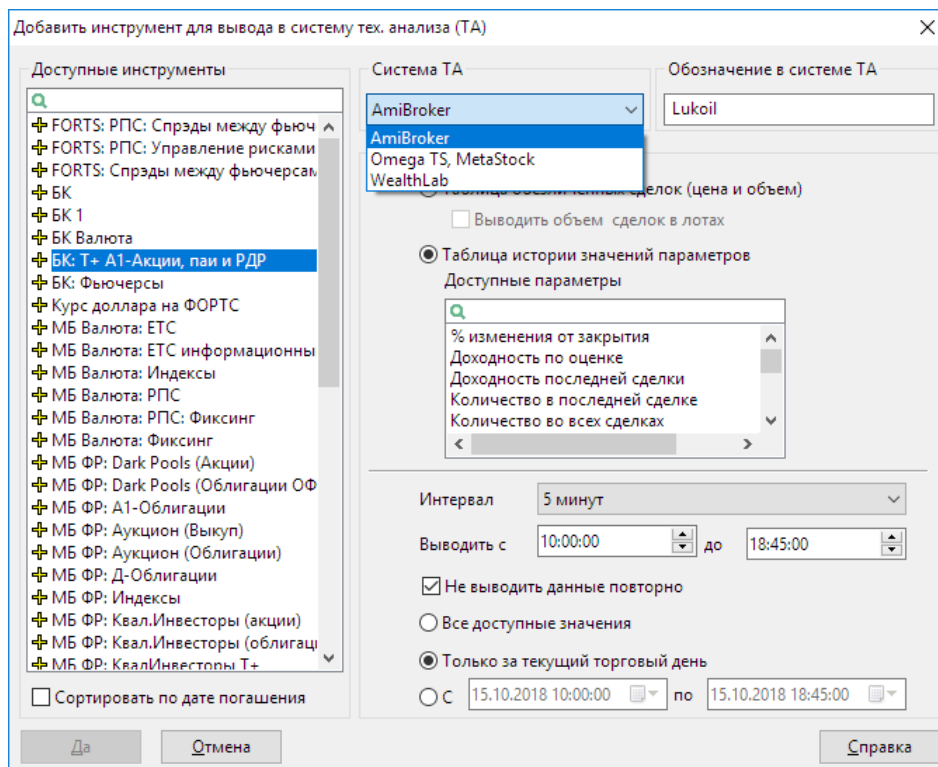 Добавить инструмент для вывода в систему тех. анализа (ТА)
Доступные инструменты
FORTS: РПС: Спрэды между фьюч
FORTS: РПС: Управление рисками
FORTS: Спрэды между фьючерсам
БК
БК 1
БК Валюта
БК: Т+ А1-Акции, паи и РДР
БК: Фьючерсы
Курс доллара на ФОРТС
МБ Валюта: ЕТС
МБ Валюта: ЕТС информационны
МБ Валюта: Индексы
МБ Валюта: РПС
МБ Валюта: РПС: Фиксинг
МБ Валюта: Фиксинг
МБ ФР: Dark Pools (Акции)
МБ ФР: Dark Pools (Облигации ОФ
МБ ФР: А1-Облигации
МБ ФР: Аукцион (Выкуп)
МБ ФР: Аукцион (Облигации)
МБ ФР: Д-Облигации
МБ ФР: Индексы
МБ ФР: Квал.Инвесторы (акции)
МБ ФР: Квал.Инвесторы (облигаци
МБ ФР: КвалИнвесторы Т+
Сортировать по дате погашения
Система ТА
AmiBroker
AmiBroker
Omega TS, MetaStock
WealthLab
Обозначение в системе ТА
Lukoil
Таблица обезличенных сделок (цена и объем)
Выводить объем сделок в лотах
Таблица истории значений параметров
Доступные параметры
% изменения от закрытия
Доходность по оценке
Доходность последней сделки
Количество в последней сделке
Количество во всех сделках
Интервал 5 минут
Выводить с 10:00:00 до 18:45:00
Не выводить данные повторно
Все доступные значения
Только за текущий торговый день
С 15.10.2018 10:00:00 по 15.10.2018 18:45:00
Да Отмена Справка